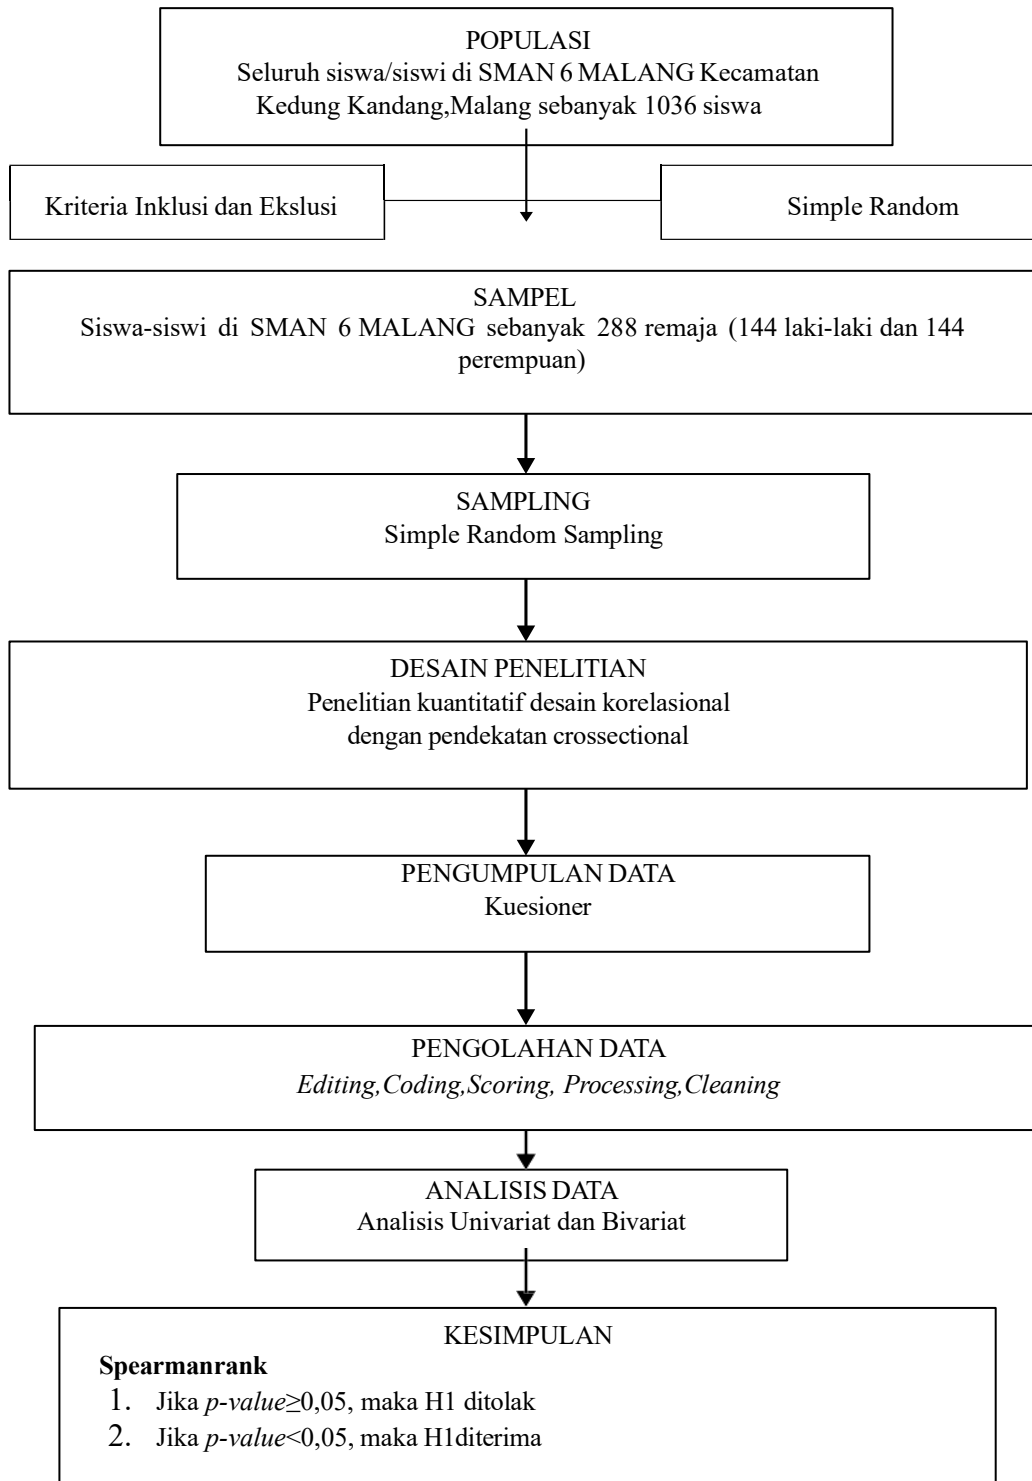 POPULASI
Seluruh siswa/siswi di SMAN 6 MALANG Kecamatan
Kedung Kandang,Malang sebanyak 1036 siswa
Kriteria Inklusi dan Ekslusi
Simple Random
SAMPEL
Siswa-siswi di SMAN 6 MALANG sebanyak 288 remaja (144 laki-laki dan 144
perempuan)
SAMPLING
Simple Random Sampling
DESAIN PENELITIAN
Penelitian kuantitatif desain korelasional
dengan pendekatan crossectional
PENGUMPULAN DATA
Kuesioner
PENGOLAHAN DATA
Editing,Coding,Scoring, Processing,Cleaning
ANALISIS DATA
Analisis Univariat dan Bivariat
KESIMPULAN
Spearmanrank
1. Jika p-value≥0,05, maka H1 ditolak
2. Jika p-value<0,05, maka H1diterima